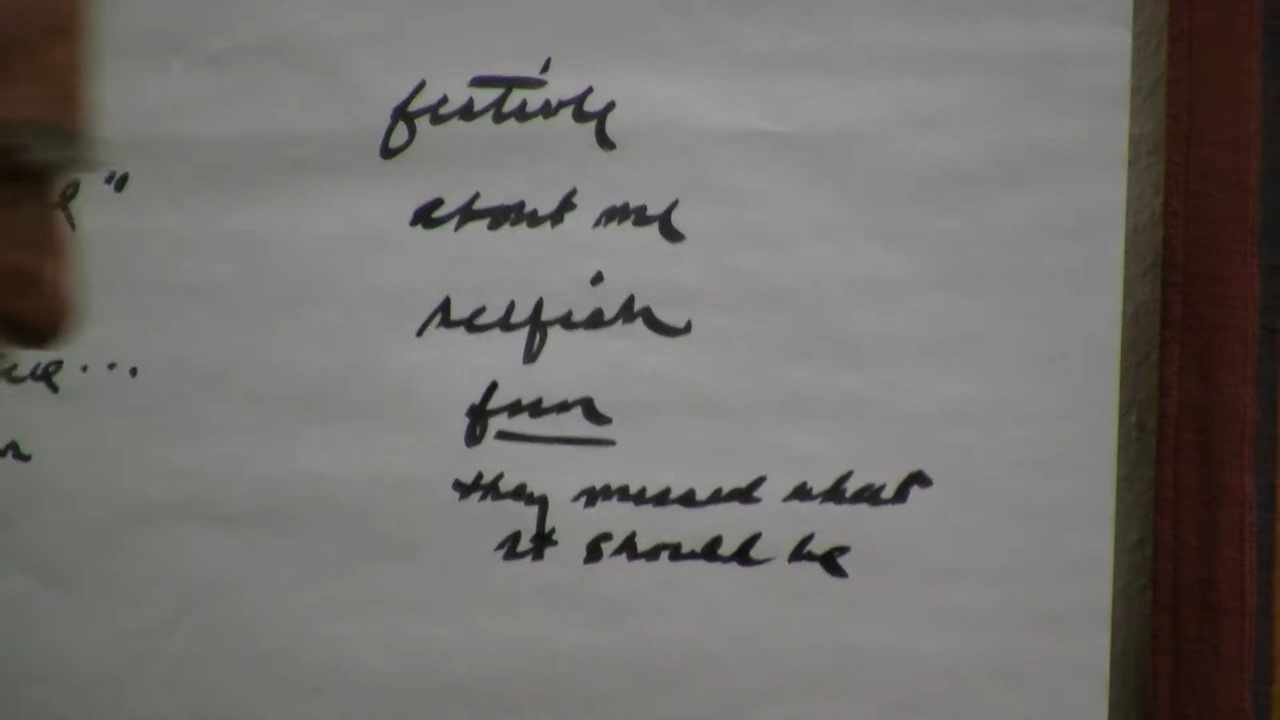 festive
about me
selfish
fun
they missed what
it should be